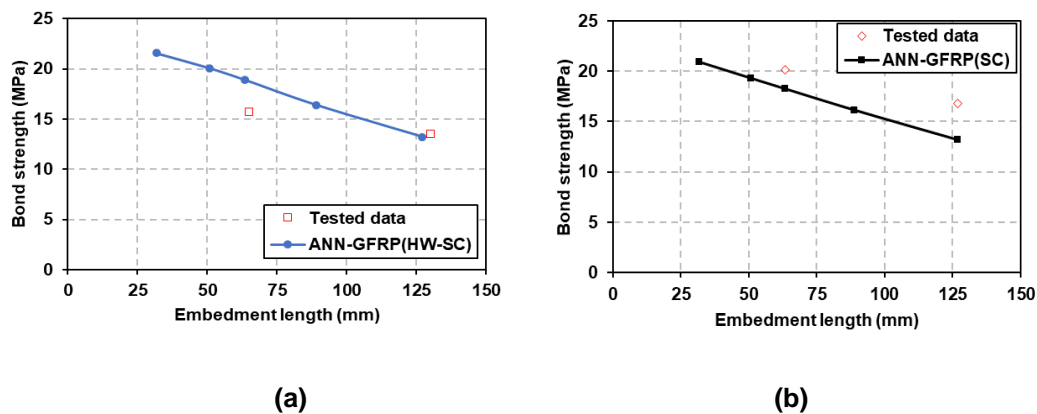 25
20
15
10
5
0
0
25
50
75
100
125
150
Bond strength (MPa)
Embedment length (mm)
Tested data
ANN-GFRP(HW-SC)
(a)
25
20
15
10
5
0
0
25
50
75
100
125
150
Bond strength (MPa)
Embedment length (mm)
Tested data
ANN-GFRP(SC)
(b)